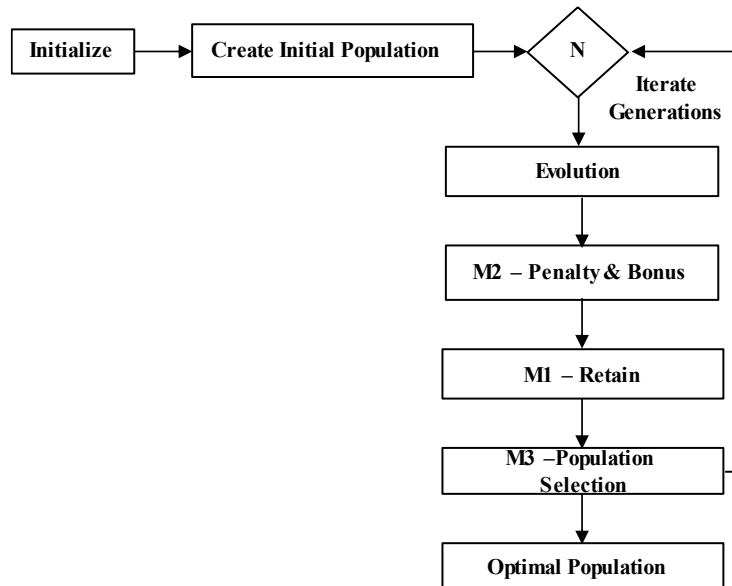 Initialize
Create Initial Population
N
Iterate
Generations
Evolution
M2 – Penalty & Bonus
M1 – Retain
M3 –Population
Selection
Optimal Population